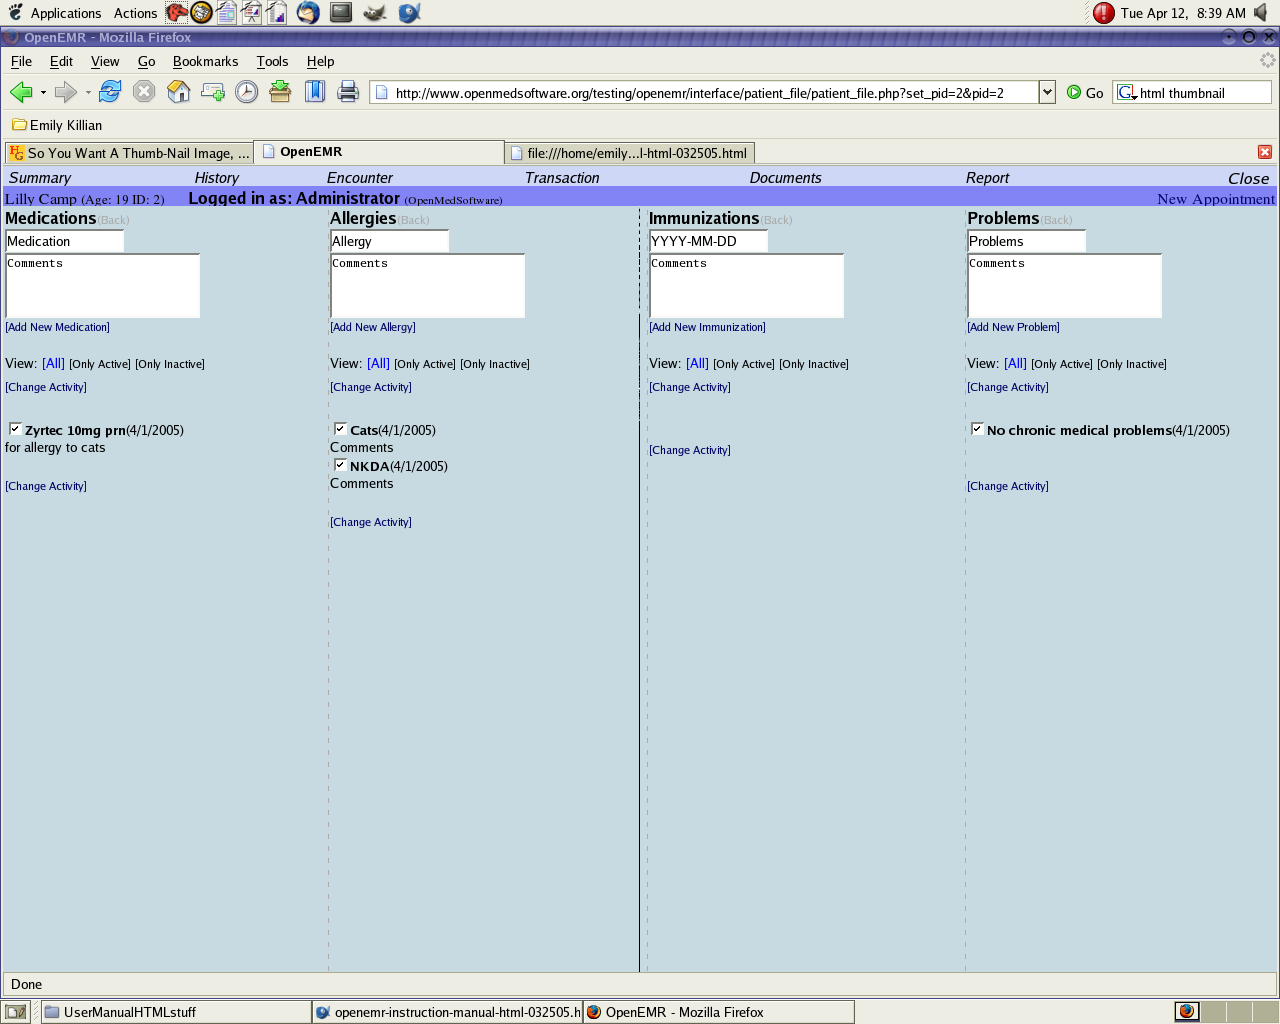 Applications Actions Tue Apr 12, 8:39 AM
OpenEMR - Mozilla Firefox
File Edit View Go Bookmarks Tools Help
http://www.openmedsoftware.org/testing/openemr/interface/patient_file/patient_file.php?set_pid=2&pid=2 Go G html thumbnail
Emily Killian
HG So You Want A Thumb-Nail Image, ... OpenEMR file:///home/emily...l-html-032505.html
Summary History Encounter Transaction Documents Report Close
Lilly Camp (Age: 19 ID: 2) Logged in as: Administrator (OpenMedSoftware) New Appointment
Medications(Back) Allergies(Back) Immunizations(Back) Problems(Back)
Medication Allergy YYYY-MM-DD Problems
Comments Comments Comments Comments
[Add New Medication] [Add New Allergy] [Add New Immunization] [Add New Problem]
View: [All] [Only Active] [Only Inactive] View: [All] [Only Active] [Only Inactive] View: [All] [Only Active] [Only Inactive] View: [All] [Only Active] [Only Inactive]
[Change Activity] [Change Activity] [Change Activity] [Change Activity]
Zyrtec 10mg prn(4/1/2005) Cats(4/1/2005) No chronic medical problems(4/1/2005)
for allergy to cats Comments [Change Activity]
NKDA(4/1/2005)
[Change Activity] Comments [Change Activity]
[Change Activity]
Done
UserManualHTMLstuff openemr-instruction-manual-html-032505.h OpenEMR - Mozilla Firefox